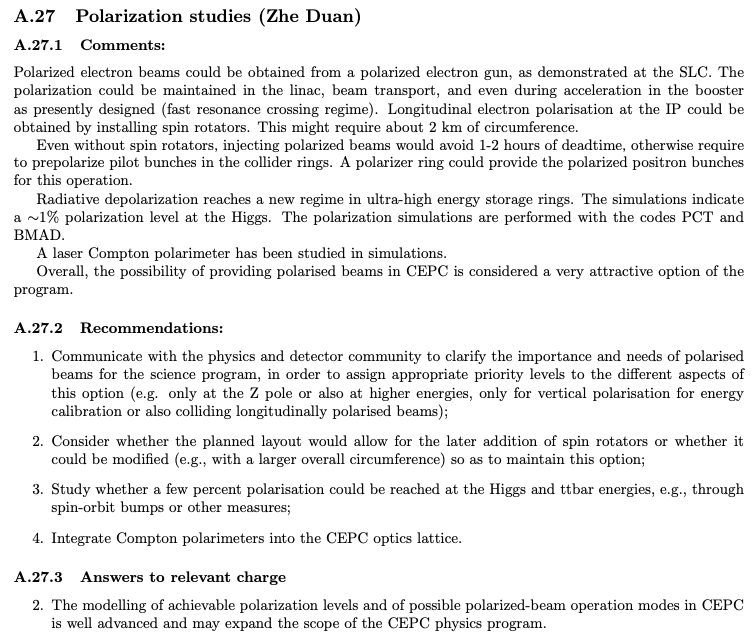 A.27 Polarization studies (Zhe Duan)
A.27.1 Comments:
Polarized electron beams could be obtained from a polarized electron gun, as demonstrated at the SLC. The
polarization could be maintained in the linac, beam transport, and even during acceleration in the booster
as presently designed (fast resonance crossing regime). Longitudinal electron polarisation at the IP could be
obtained by installing spin rotators. This might require about 2 km of circumference.
Even without spin rotators, injecting polarized beams would avoid 1-2 hours of deadtime, otherwise require
to prepolarize pilot bunches in the collider rings. A polarizer ring could provide the polarized positron bunches
for this operation.
Radiative depolarization reaches a new regime in ultra-high energy storage rings. The simulations indicate
a ~1% polarization level at the Higgs. The polarization simulations are performed with the codes PCT and
BMAD.
A laser Compton polarimeter has been studied in simulations.
Overall, the possibility of providing polarised beams in CEPC is considered a very attractive option of the
program.
A.27.2 Recommendations:
1. Communicate with the physics and detector community to clarify the importance and needs of polarised
beams for the science program, in order to assign appropriate priority levels to the different aspects of
this option (e.g. only at the Z pole or also at higher energies, only for vertical polarisation for energy
calibration or also colliding longitudinally polarised beams);
2. Consider whether the planned layout would allow for the later addition of spin rotators or whether it
could be modified (e.g., with a larger overall circumference) so as to maintain this option;
3. Study whether a few percent polarisation could be reached at the Higgs and ttbar energies, e.g., through
spin-orbit bumps or other measures;
4. Integrate Compton polarimeters into the CEPC optics lattice.
A.27.3 Answers to relevant charge
2. The modelling of achievable polarization levels and of possible polarized-beam operation modes in CEPC
is well advanced and may expand the scope of the CEPC physics program.